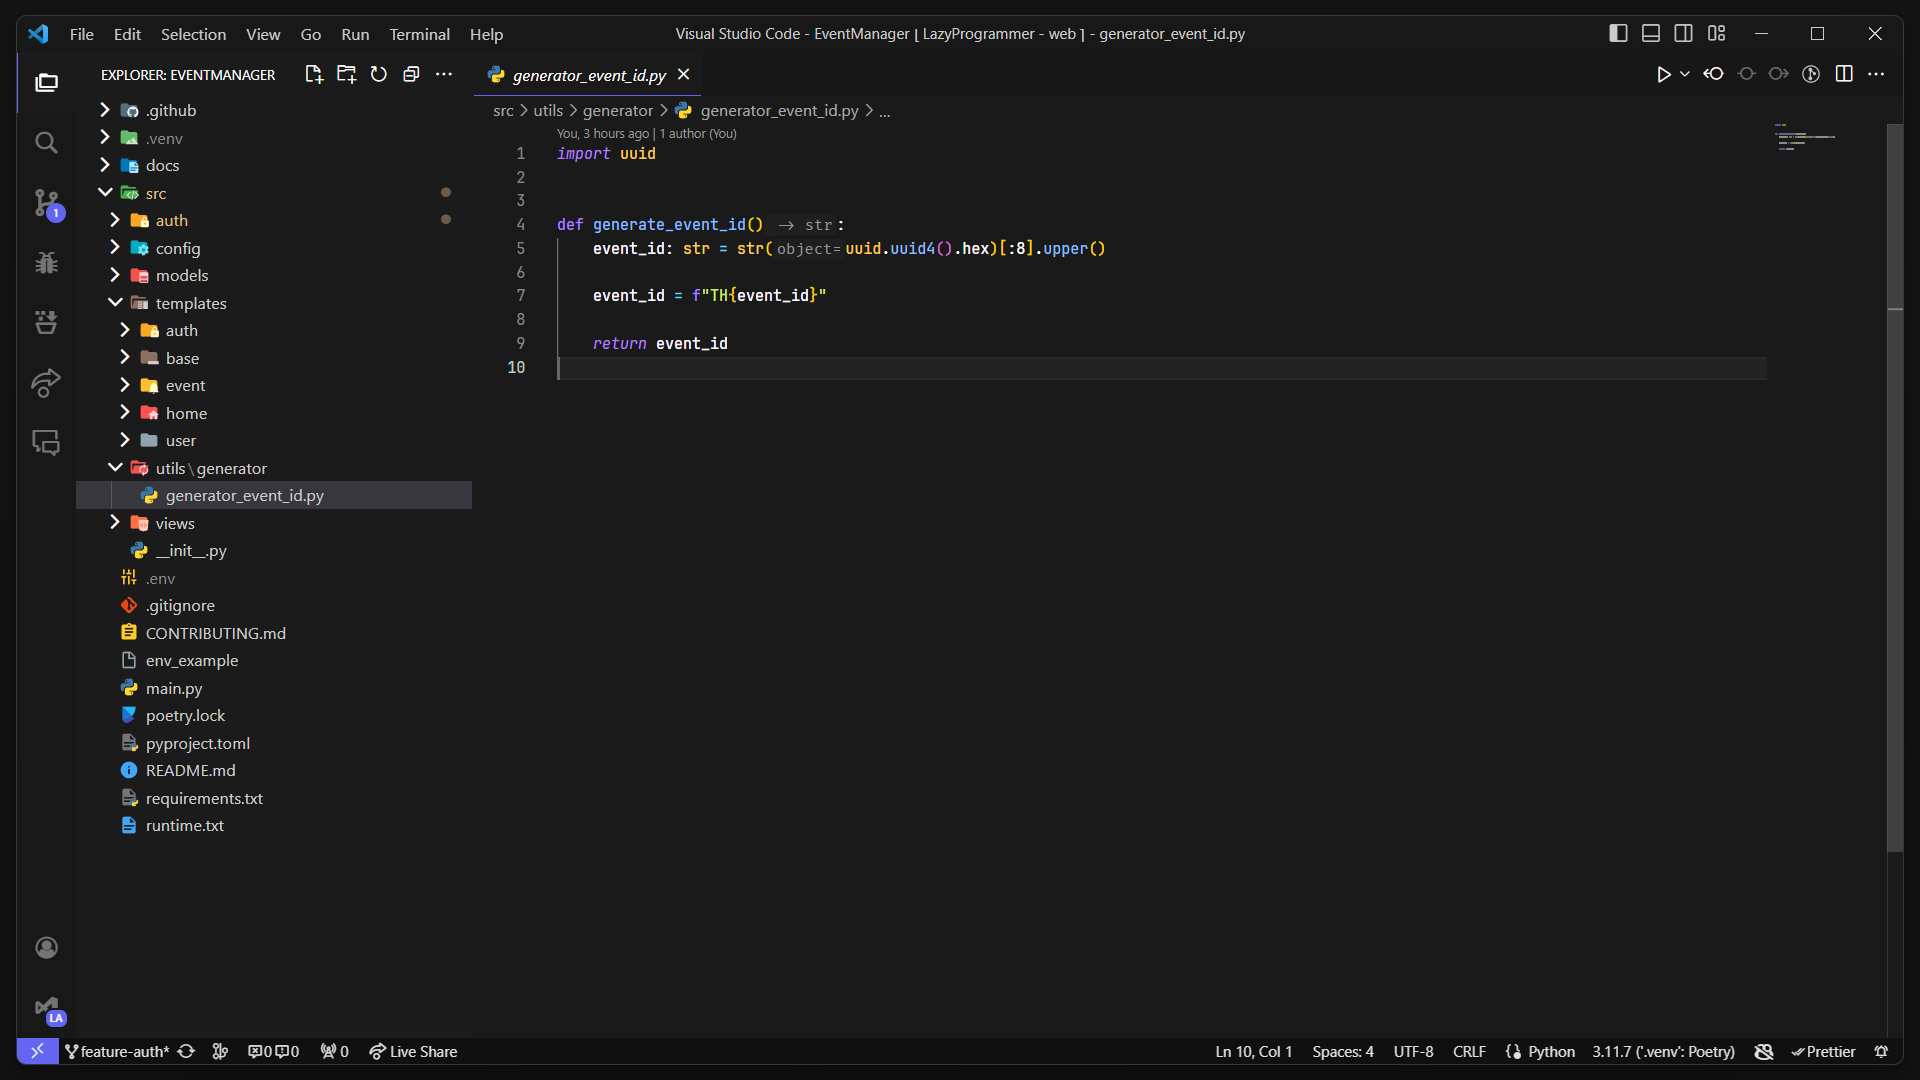 File Edit Selection View Go Run Terminal Help
Visual Studio Code - EventManager ⌊ LazyProgrammer - web ⌉ - generator_event_id.py
EXPLORER: EVENTMANAGER
.github
.venv
docs
src
auth
config
models
templates
auth
base
event
home
user
utils\generator
generator_event_id.py
views
__init__.py
.env
.gitignore
CONTRIBUTING.md
env_example
main.py
poetry.lock
pyproject.toml
README.md
requirements.txt
runtime.txt
1
LA
generator_event_id.py
src > utils > generator > generator_event_id.py > ...
You, 3 hours ago | 1 author (You)
1 import uuid
2
3
4 def generate_event_id() -> str:
5 event_id: str = str(object=uuid.uuid4().hex)[:8].upper()
6
7 event_id = f"TH{event_id}"
8
9 return event_id
10
feature-auth* 0 0 0 Live Share
Ln 10, Col 1 Spaces: 4 UTF-8 CRLF Python 3.11.7 ('.venv': Poetry) Prettier